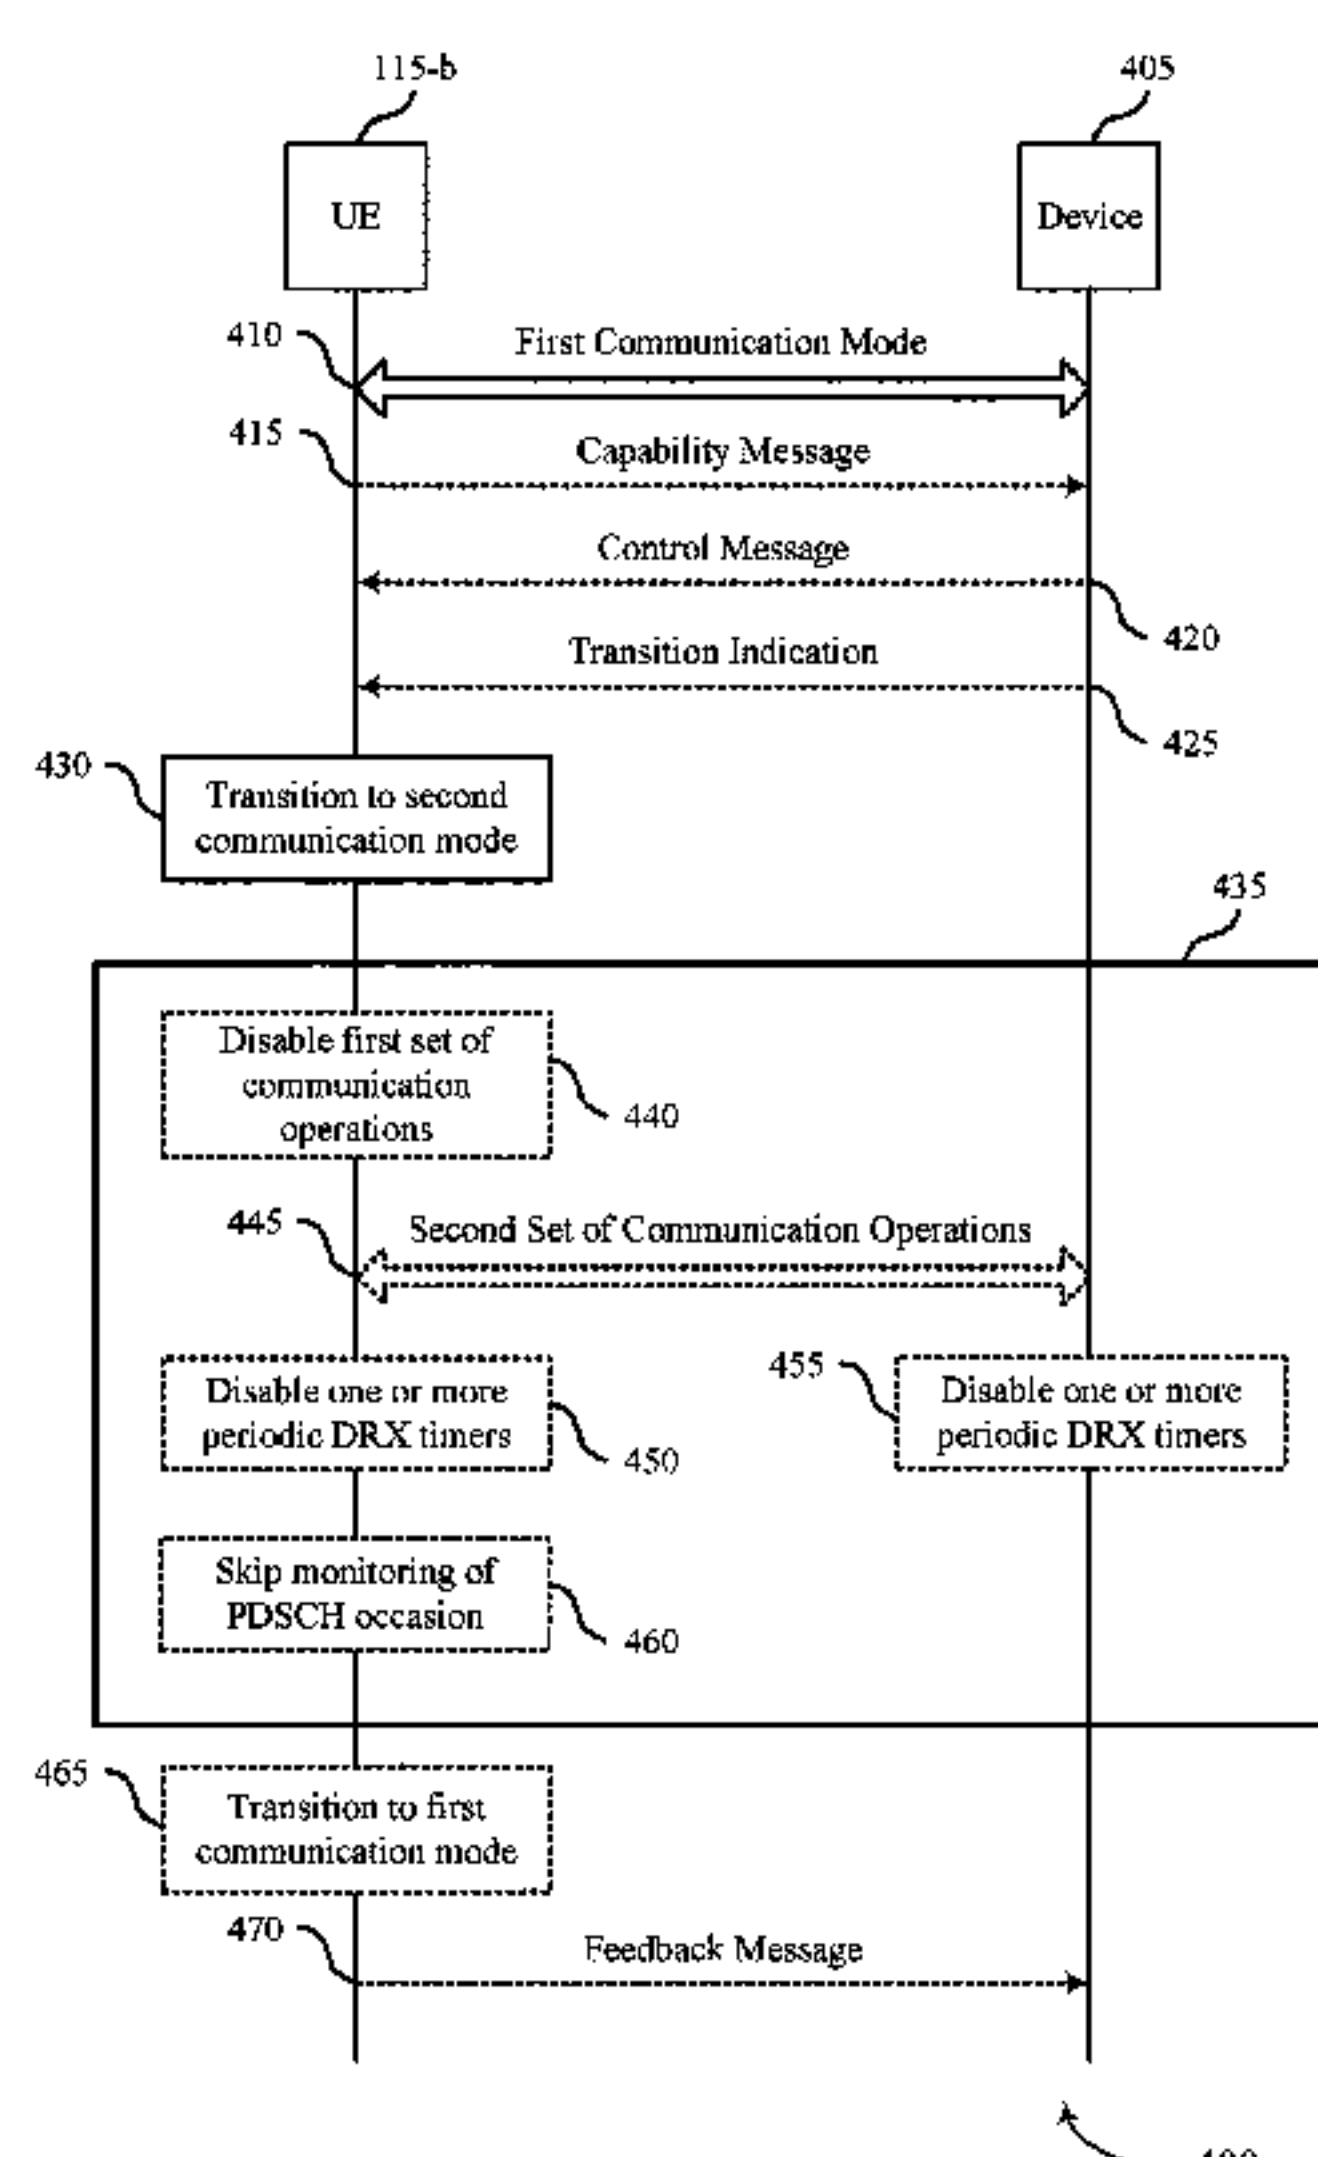 115-b
405
UE
Device
410
First Communication Mode
415
Capability Message
Control Message
420
Transition Indication
425
430
Transition to second
communication mode
435
Disable first set of
communication
operations
440
445
Second Set of Communication Operations
Disable one or more
periodic DRX timers
450
455
Disable one or more
periodic DRX timers
Skip monitoring of
PDSCH occasion
460
465
Transition to first
communication mode
470
Feedback Message